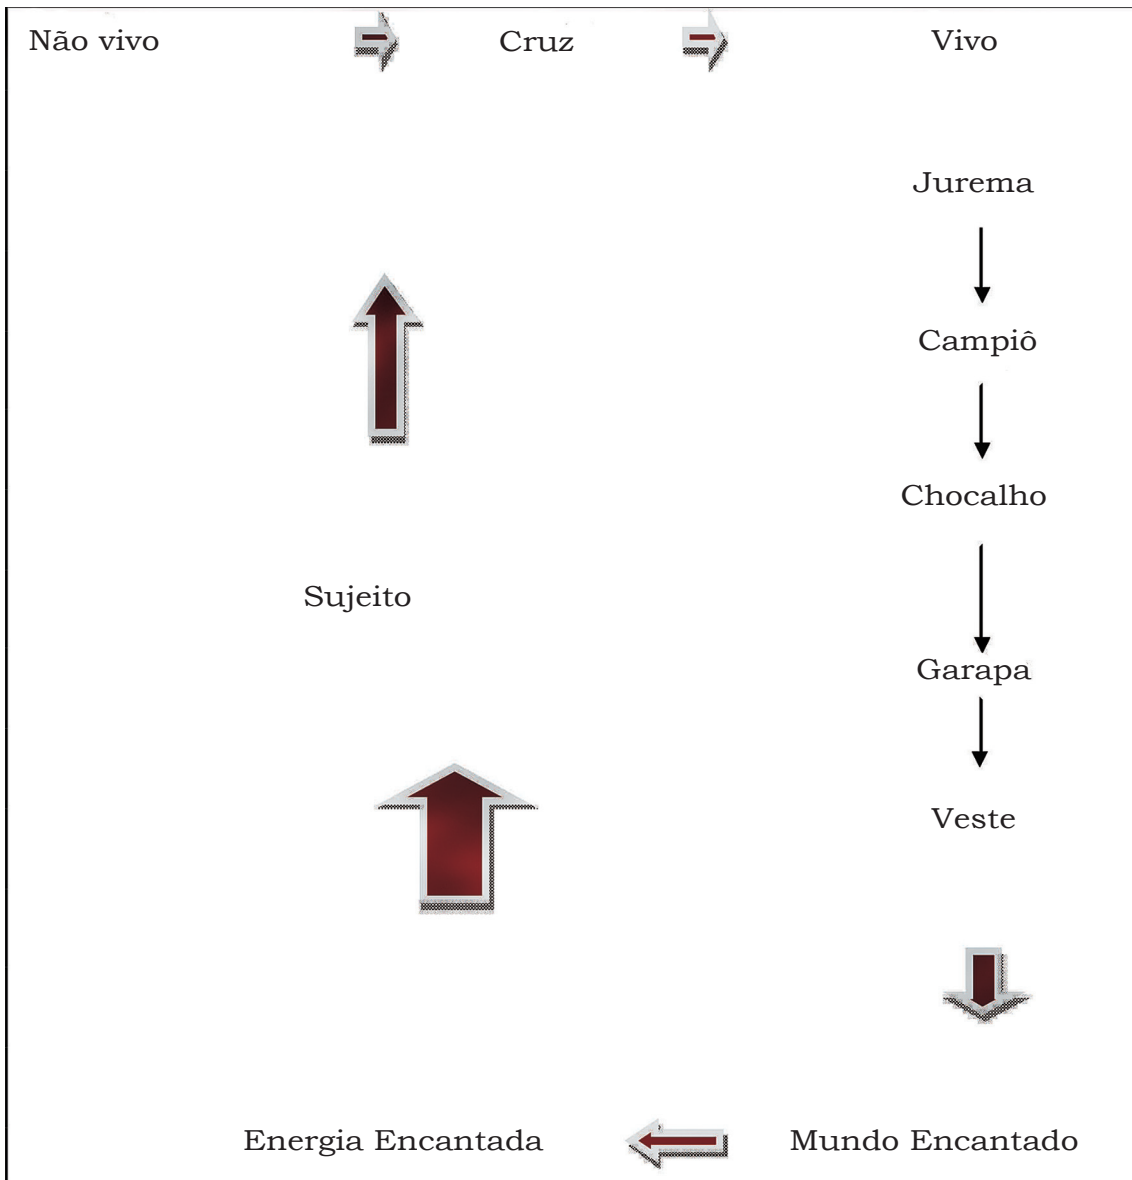 Não vivo Cruz Vivo
Jurema
Campiô
Chocalho
Sujeito
Garapa
Veste
Energia Encantada Mundo Encantado